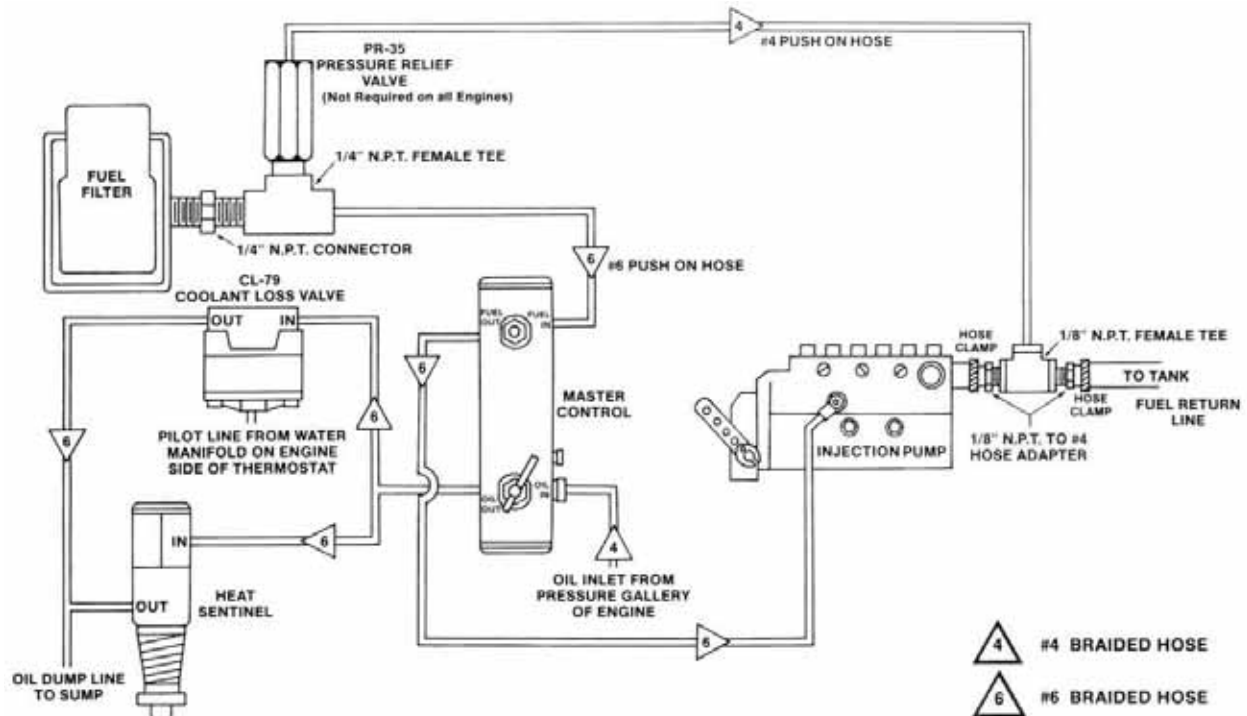 4
#4 PUSH ON HOSE
PR-35
PRESSURE RELIEF
VALVE
(Not Required on all Engines)
1/4" N.P.T. FEMALE TEE
FUEL
FILTER
1/4" N.P.T. CONNECTOR
6
#6 PUSH ON HOSE
CL-79
COOLANT LOSS VALVE
OUT
IN
FUEL
OUT
FUEL
IN
6
6
6
PILOT LINE FROM WATER
MANIFOLD ON ENGINE
SIDE OF THERMOSTAT
MASTER
CONTROL
OIL
OUT
OIL
IN
HOSE
CLAMP
1/8" N.P.T. FEMALE TEE
TO TANK
HOSE
CLAMP
FUEL RETURN
LINE
1/8" N.P.T. TO #4
HOSE ADAPTER
INJECTION PUMP
IN
6
4
OUT
HEAT
SENTINEL
OIL INLET FROM
PRESSURE GALLERY
OF ENGINE
6
OIL DUMP LINE
TO SUMP
4
#4 BRAIDED HOSE
6
#6 BRAIDED HOSE